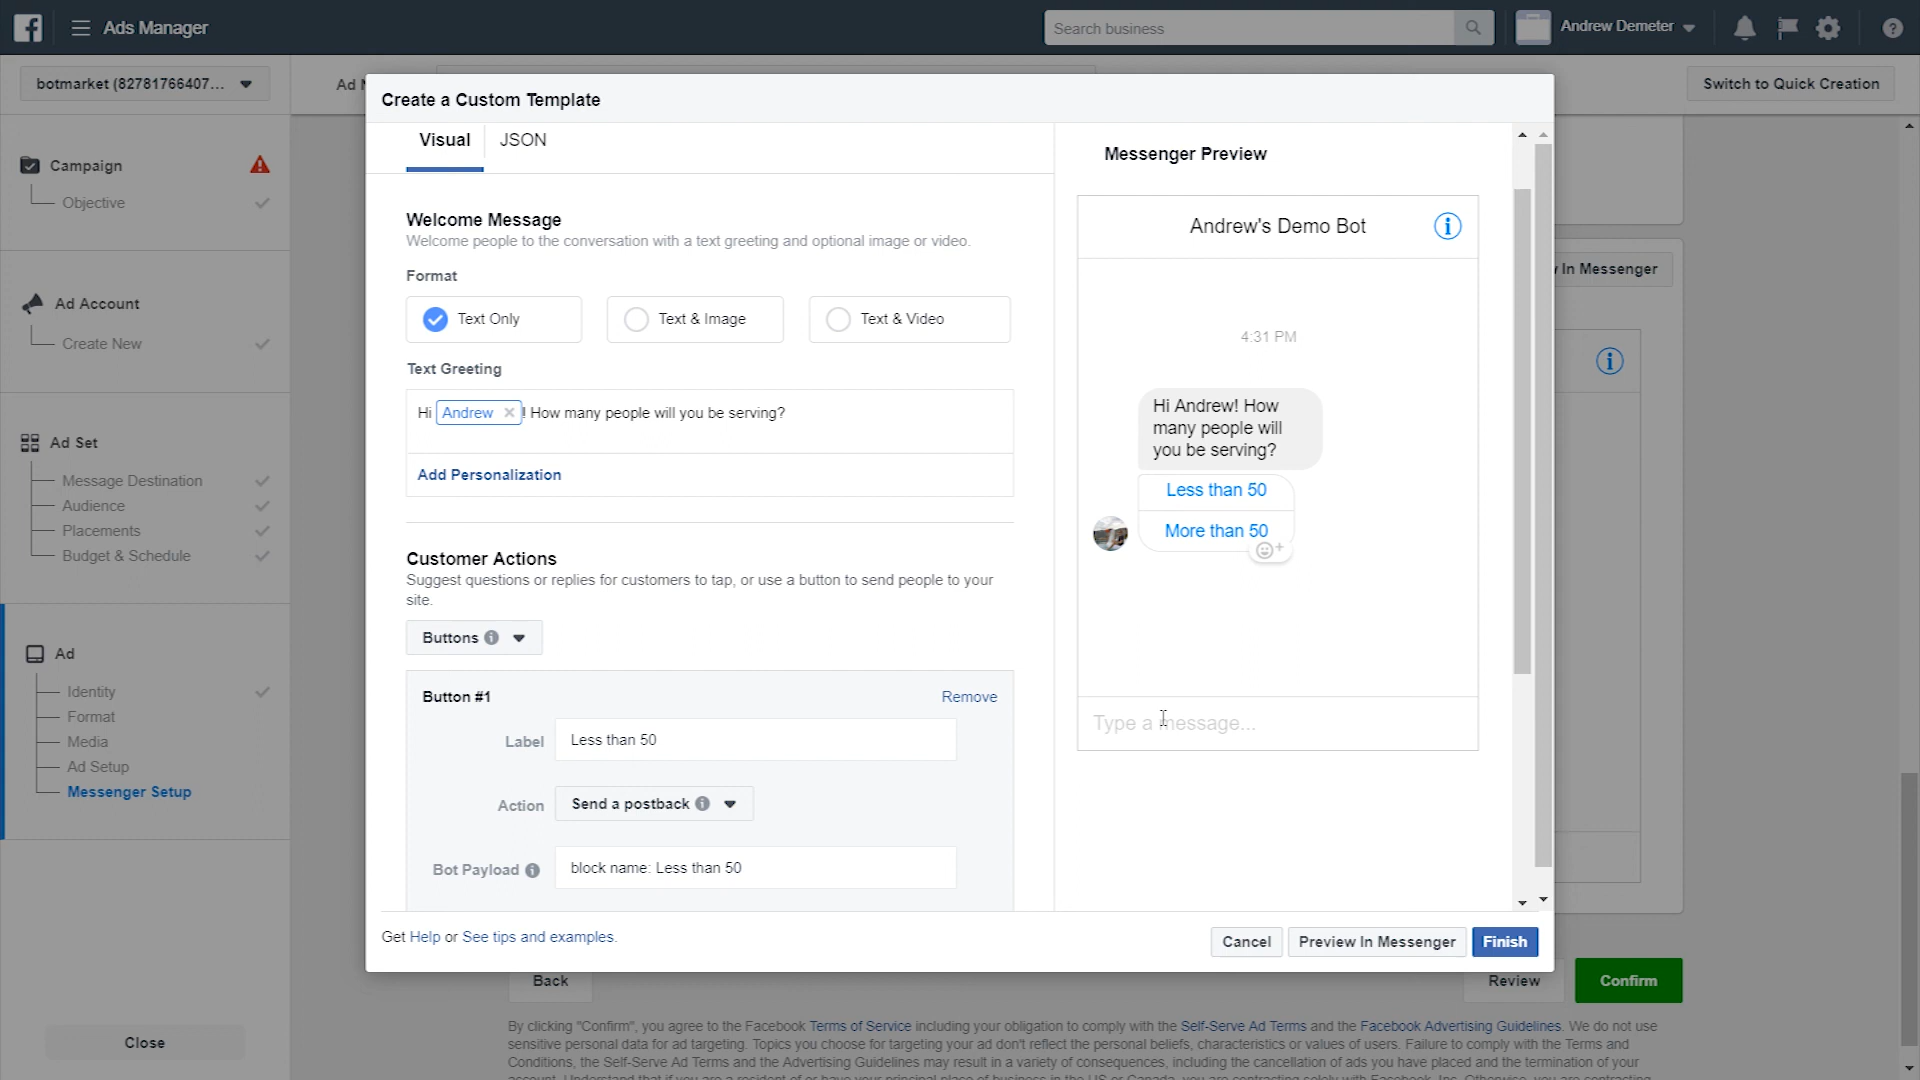 Ads Manager
Search business
Andrew Demeter
botmarket (82781766407...
Switch to Quick Creation
Campaign
Objective
Ad Account
Create New
Ad Set
Message Destination
Audience
Placements
Budget & Schedule
Ad
Identity
Format
Media
Ad Setup
Messenger Setup
Close
Create a Custom Template
Visual
JSON
Welcome Message
Welcome people to the conversation with a text greeting and optional image or video.
Format
Text Only
Text & Image
Text & Video
Text Greeting
Hi Andrew × ! How many people will you be serving?
Add Personalization
Customer Actions
Suggest questions or replies for customers to tap, or use a button to send people to your
site.
Buttons
Button #1
Remove
Label
Less than 50
Action
Send a postback
Bot Payload
block name: Less than 50
Messenger Preview
Andrew's Demo Bot
4:31 PM
Hi Andrew! How
many people will
you be serving?
Less than 50
More than 50
Type a message...
In Messenger
Get Help or See tips and examples.
Cancel
Preview In Messenger
Finish
Back
Review
Confirm
By clicking "Confirm", you agree to the Facebook Terms of Service including your obligation to comply with the Self-Serve Ad Terms and the Facebook Advertising Guidelines. We do not use
sensitive personal data for ad targeting. Topics you choose for targeting your ad don't reflect the personal beliefs, characteristics or values of users. Failure to comply with the Terms and
Conditions, the Self-Serve Ad Terms and the Advertising Guidelines may result in a variety of consequences, including the cancellation of ads you have placed and the termination of your